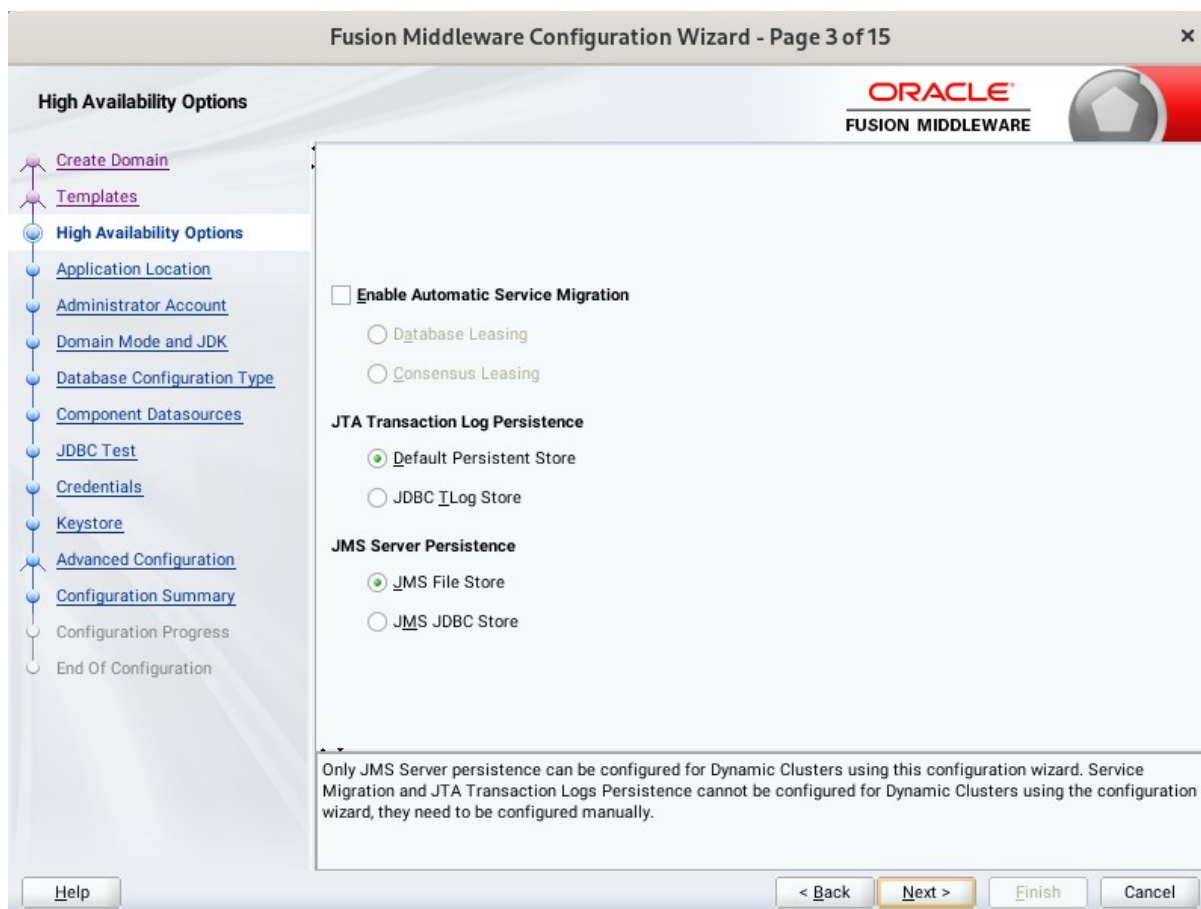 Fusion Middleware Configuration Wizard - Page 3 of 15
×
High Availability Options
ORACLE
FUSION MIDDLEWARE
Create Domain
Templates
High Availability Options
Application Location
Administrator Account
Domain Mode and JDK
Database Configuration Type
Component Datasources
JDBC Test
Credentials
Keystore
Advanced Configuration
Configuration Summary
Configuration Progress
End Of Configuration
Enable Automatic Service Migration
Database Leasing
Consensus Leasing
JTA Transaction Log Persistence
Default Persistent Store
JDBC TLog Store
JMS Server Persistence
JMS File Store
JMS JDBC Store
Only JMS Server persistence can be configured for Dynamic Clusters using this configuration wizard. Service
Migration and JTA Transaction Logs Persistence cannot be configured for Dynamic Clusters using the configuration
wizard, they need to be configured manually.
Help
< Back
Next >
Finish
Cancel